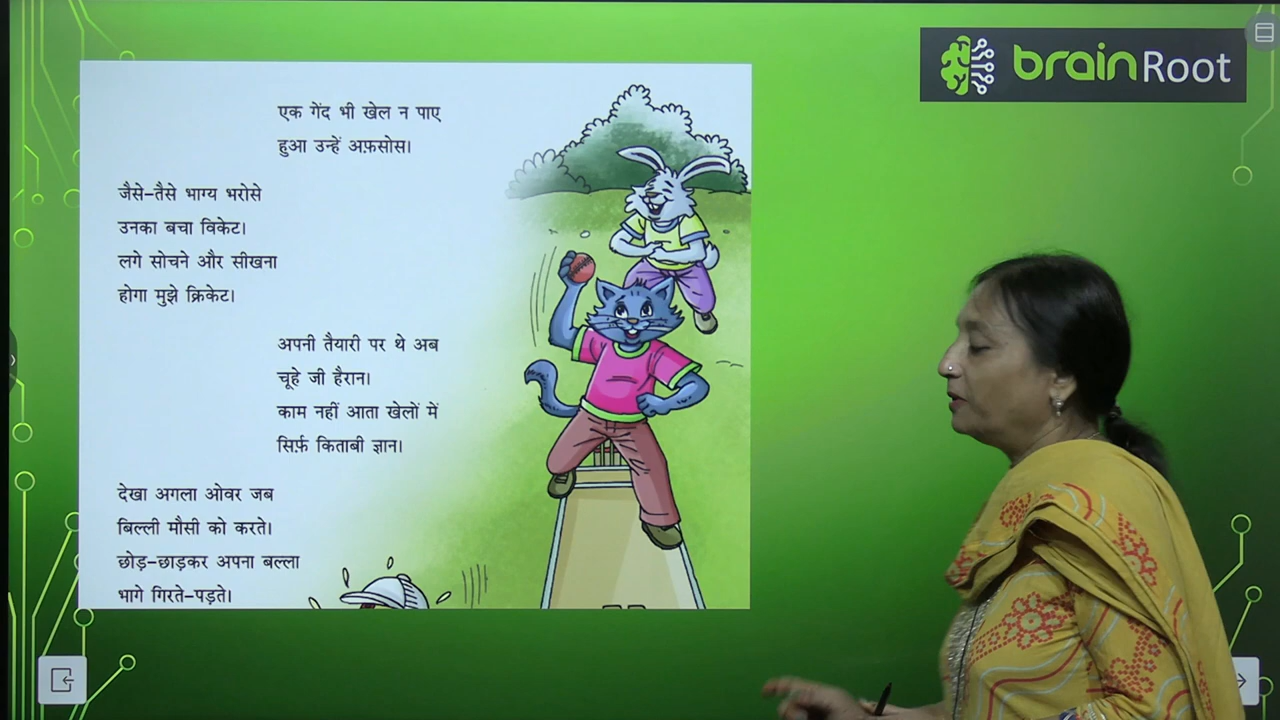 brainRoot
एक गेंद भी खेल न पाए
हुआ उन्हें अफ़सोस।
जैसे–तैसे भाग्य भरोसे
उनका बचा विकेट।
लगे सोचने और सीखना
होगा मुझे क्रिकेट।
अपनी तैयारी पर थे अब
चूहे जी हैरान।
काम नहीं आता खेलों में
सिर्फ़ किताबी ज्ञान।
देखा अगला ओवर जब
बिल्ली मौसी को करते।
छोड़–छाड़कर अपना बल्ला
भागे गिरते–पड़ते।